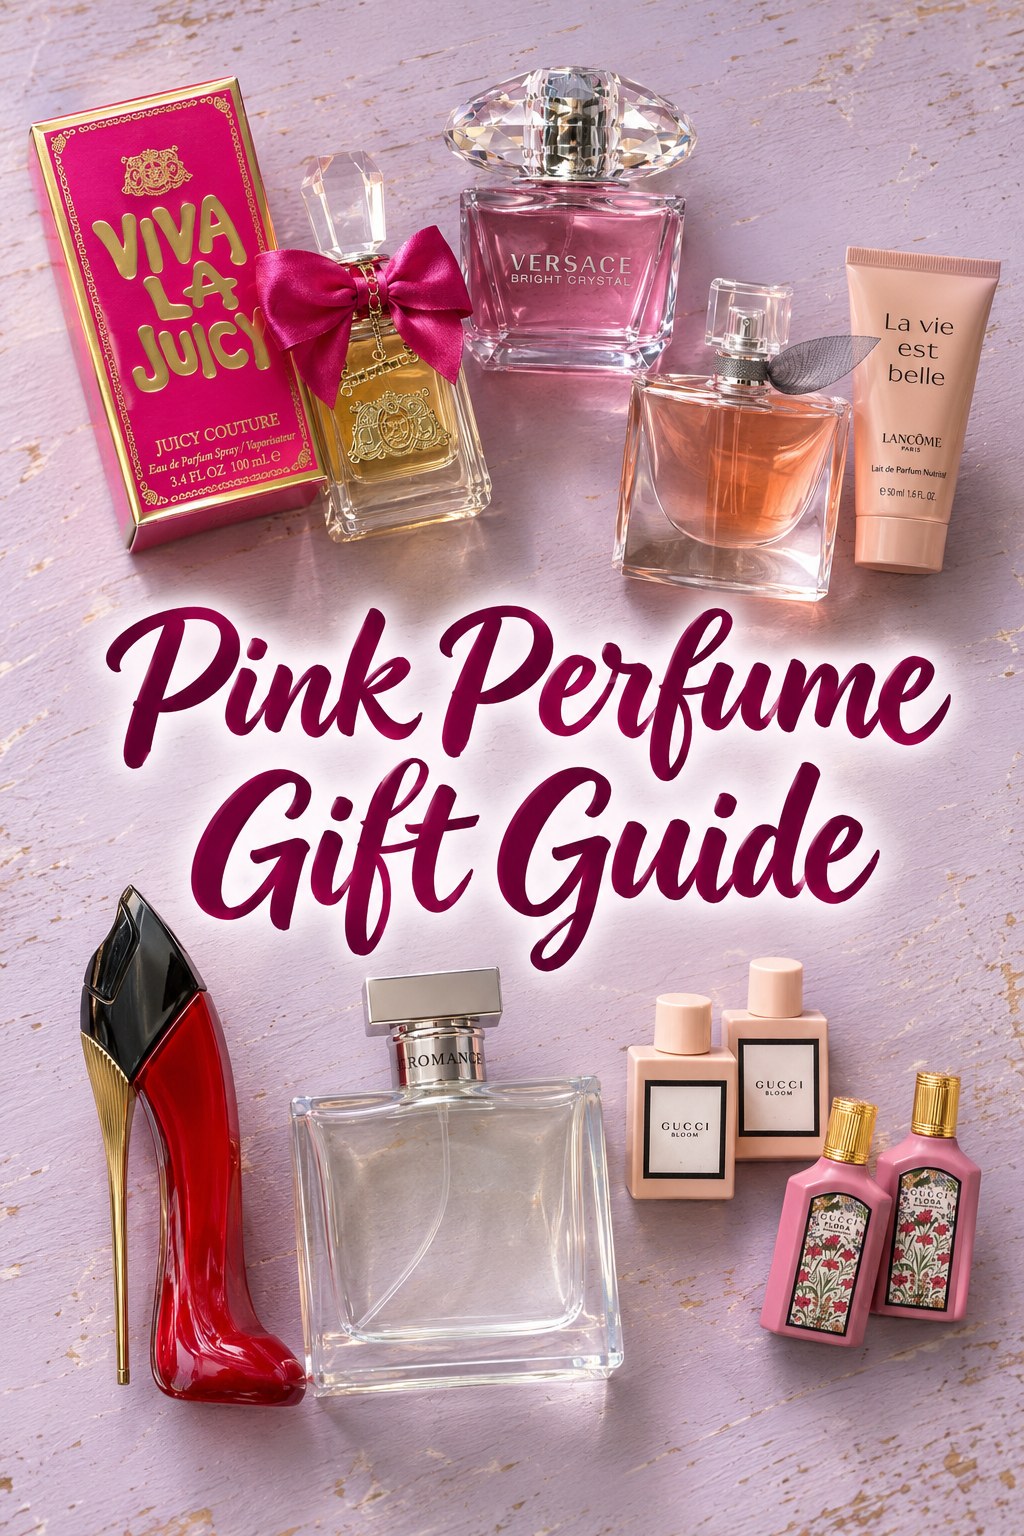 VIVA
LA
JUICY
JUICY COUTURE
Eau de Parfum Spray / Vaporisateur
3.4 FL OZ 100 mL e
VERSACE
BRIGHT CRYSTAL
La vie
est
belle
LANCÔME
PARIS
Lait de Parfum Nutritif
e 50 ml 1.6 FL. OZ.
Pink Perfume
Gift Guide
ROMANCE
GUCCI
BLOOM
GUCCI
BLOOM
GUCCI
FLORA
GUCCI
FLORA